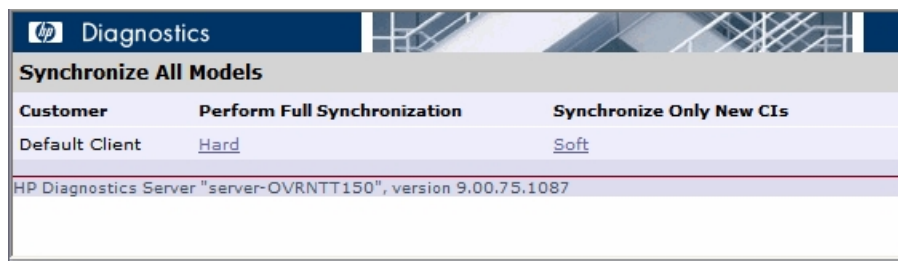 hp Diagnostics
Synchronize All Models
Customer Perform Full Synchronization Synchronize Only New CIs
Default Client Hard Soft
HP Diagnostics Server "server-OVRNTT150", version 9.00.75.1087